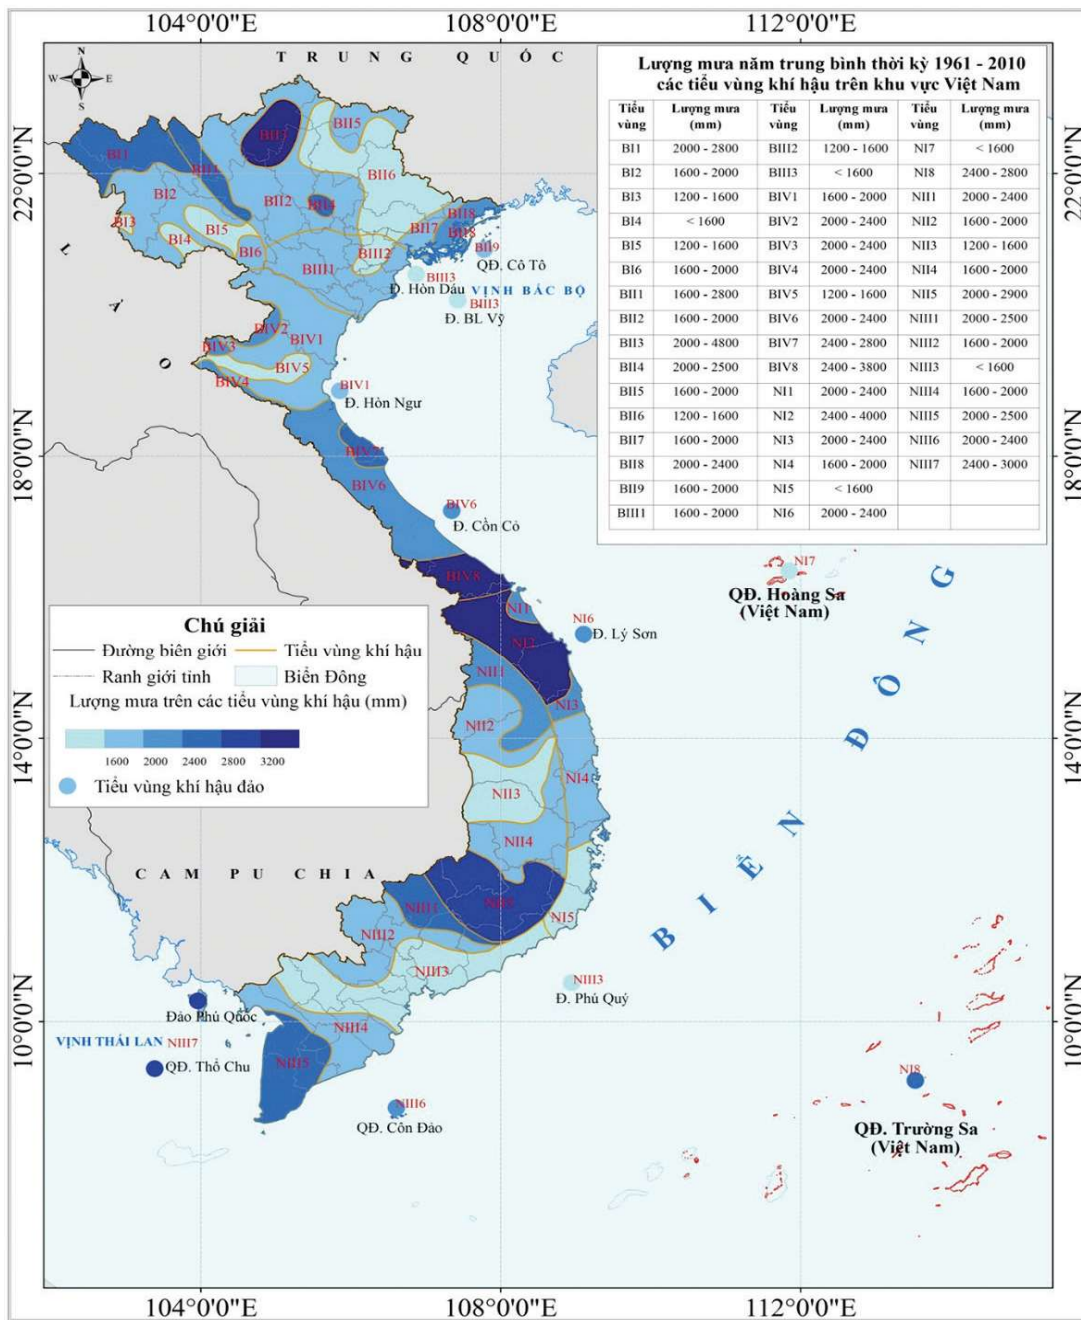 104°0'0"E 108°0'0"E 112°0'0"E
T R U N G Q U Ố C
N
W E
S
Lượng mưa năm trung bình thời kỳ 1961 - 2010
các tiểu vùng khí hậu trên khu vực Việt Nam
Tiểu vùng Lượng mưa (mm) Tiểu vùng Lượng mưa (mm) Tiểu vùng Lượng mưa (mm)
BI1 2000 - 2800 BIII2 1200 - 1600 NI7 < 1600
BI2 1600 - 2000 BIII3 < 1600 NI8 2400 - 2800
BI3 1200 - 1600 BIV1 1600 - 2000 NII1 2000 - 2400
BI4 < 1600 BIV2 2000 - 2400 NII2 1600 - 2000
BI5 1200 - 1600 BIV3 2000 - 2400 NII3 1200 - 1600
BI6 1600 - 2000 BIV4 2000 - 2400 NII4 1600 - 2000
BII1 1600 - 2800 BIV5 1200 - 1600 NII5 2000 - 2900
BII2 1600 - 2000 BIV6 2000 - 2400 NIII1 2000 - 2500
BII3 2000 - 4800 BIV7 2400 - 2800 NIII2 1600 - 2000
BII4 2000 - 2500 BIV8 2400 - 3800 NIII3 < 1600
BII5 1600 - 2000 NI1 2000 - 2400 NIII4 1600 - 2000
BII6 1200 - 1600 NI2 2400 - 4000 NIII5 2000 - 2500
BII7 1600 - 2000 NI3 2000 - 2400 NIII6 2000 - 2400
BII8 2000 - 2400 NI4 1600 - 2000 NIII7 2400 - 3000
BII9 1600 - 2000 NI5 < 1600
BIII1 1600 - 2000 NI6 2000 - 2400
22°0'0"N 22°0'0"N
BII3 BII5
BI1 BII1 BII6
BI2 BII2 BII4
BI3 BI4 BI5 BI6 BII7 BII8
BII8
BII9
QĐ. Cô Tô
BIII1 BIII2
BIII3
Đ. Hòn Dáu
VỊNH BẮC BỘ
BIII3
Đ. BL Vỹ
L À O
BIV2 BIV1
BIV3
BIV4 BIV5
BIV1
Đ. Hòn Ngư
18°0'0"N 18°0'0"N
BIV7
BIV6
BIV6
Đ. Cồn Cỏ
BIV8
NI7
QĐ. Hoàng Sa
(Việt Nam)
NI1
NI6
Đ. Lý Sơn
NI2
Chú giải
Đường biên giới Tiểu vùng khí hậu
Ranh giới tỉnh Biển Đông
Lượng mưa trên các tiểu vùng khí hậu (mm)
1600 2000 2400 2800 3200
Tiểu vùng khí hậu đảo
NII1
NI3
NII2
14°0'0"N 14°0'0"N
NI4
NII3
NII4
B I Ể N Đ Ô N G
C A M P U C H I A
NII5
NIII1
NI5
NIII2
NIII3
NIII3
Đ. Phú Quý
10°0'0"N 10°0'0"N
Đảo Phú Quốc
NIII4
VỊNH THÁI LAN NIII7
QĐ. Thổ Chu
NIII5
NI8
NIII6
QĐ. Côn Đảo
QĐ. Trường Sa
(Việt Nam)
104°0'0"E 108°0'0"E 112°0'0"E